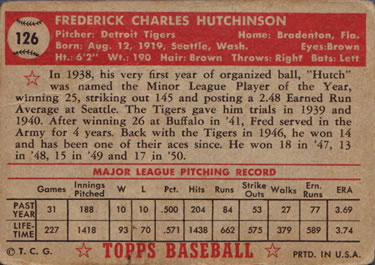 126
FREDERICK CHARLES HUTCHINSON
Pitcher: Detroit Tigers Home: Bradenton, Fla.
Born: Aug. 12, 1919, Seattle, Wash. Eyes:Brown
Ht.: 6'2" Wt.: 190 Hair: Brown Throws: Right Bats: Left
In 1938, his very first year of organized ball, "Hutch"
was named the Minor League Player of the Year,
winning 25, striking out 145 and posting a 2.48 Earned Run
Average at Seattle. The Tigers gave him trials in 1939 and
1940. After winning 26 at Buffalo in '41, Fred served in the
Army for 4 years. Back with the Tigers in 1946, he won 14
and has been one of their aces since. He won 18 in '47, 13
in '48, 15 in '49 and 17 in '50.
MAJOR LEAGUE PITCHING RECORD
Games Innings Pitched W L Pct. Hits Runs Strike Outs Walks Ern. Runs ERA
PAST YEAR 31 188 10 10 .500 204 84 53 27 77 3.69
LIFE-TIME 227 1418 93 70 .571 1438 662 577 379 589 3.74
© T.C.G. TOPPS BASEBALL PRTD. IN U.S.A.